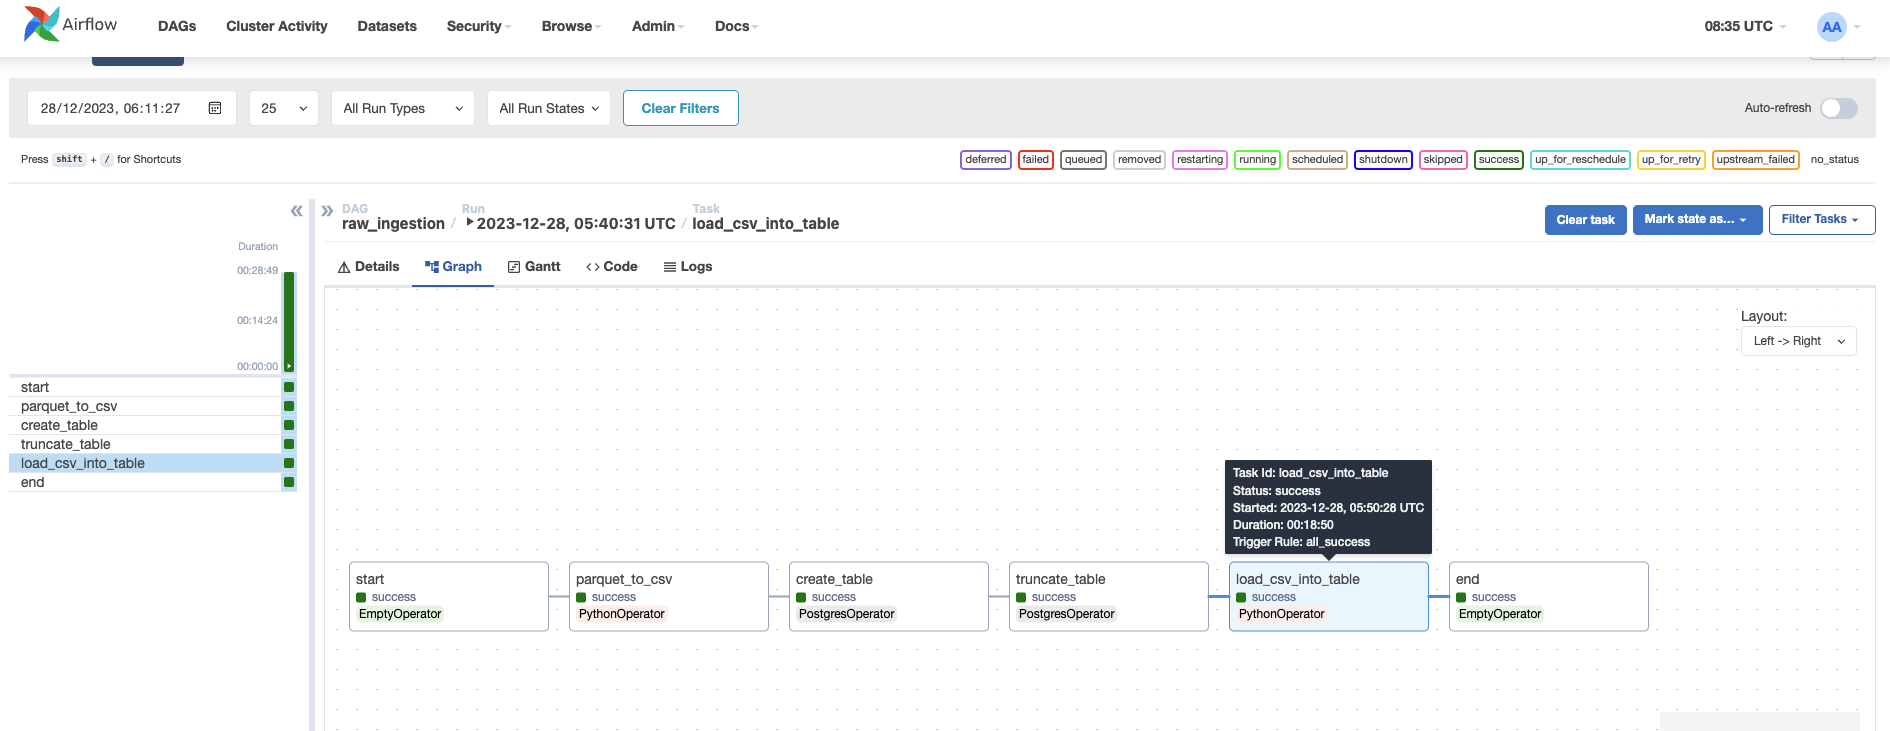 Airflow DAGs Cluster Activity Datasets Security Browse Admin Docs 08:35 UTC AA
28/12/2023, 06:11:27 25 All Run Types All Run States Clear Filters Auto-refresh
Press shift + / for Shortcuts deferred failed queued removed restarting running scheduled shutdown skipped success up_for_reschedule up_for_retry upstream_failed no_status
DAG Run Task
raw_ingestion / 2023-12-28, 05:40:31 UTC / load_csv_into_table Clear task Mark state as... Filter Tasks
Details Graph Gantt Code Logs
Duration
00:28:49
00:14:24
00:00:00
start
parquet_to_csv
create_table
truncate_table
load_csv_into_table
end
Layout:
Left -> Right
Task Id: load_csv_into_table
Status: success
Started: 2023-12-28, 05:50:28 UTC
Duration: 00:18:50
Trigger Rule: all_success
start
success
EmptyOperator
parquet_to_csv
success
PythonOperator
create_table
success
PostgresOperator
truncate_table
success
PostgresOperator
load_csv_into_table
success
PythonOperator
end
success
EmptyOperator